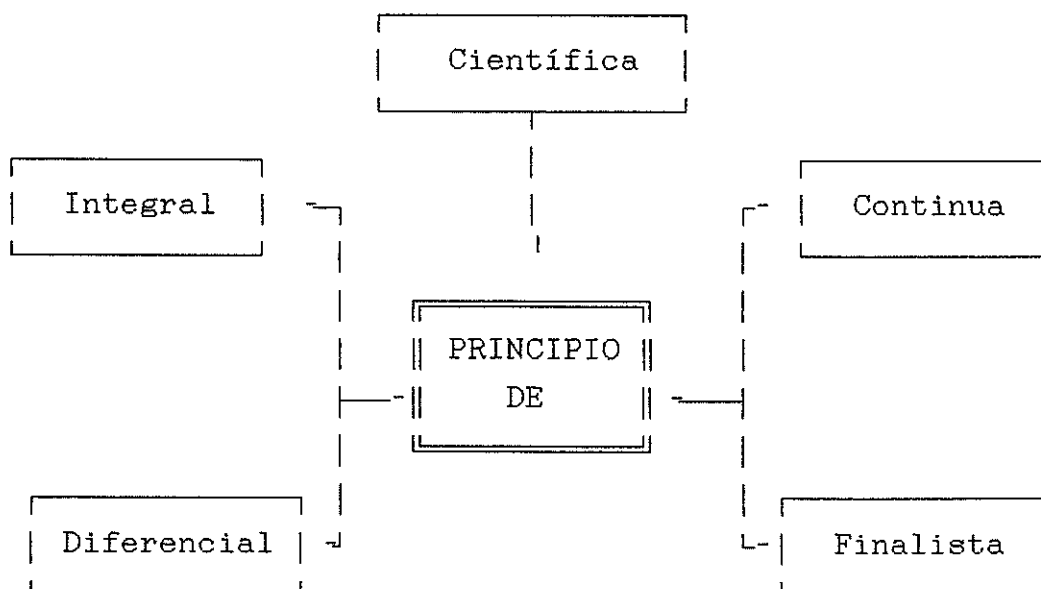 Científica
Integral
Continua
PRINCIPIO
DE
Diferencial
Finalista